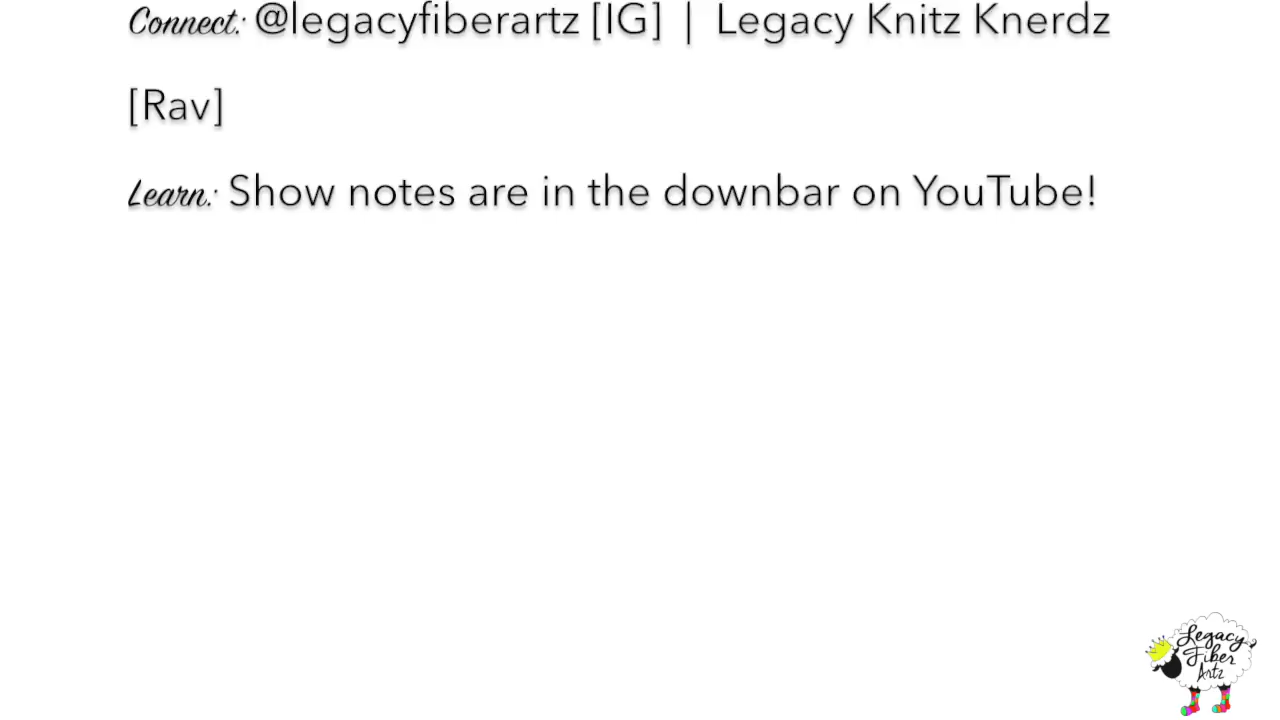 Connect: @legacyfiberartz [IG] | Legacy Knitz Knerdz
[Rav]
Learn: Show notes are in the downbar on YouTube!
Legacy
Fiber
Artz